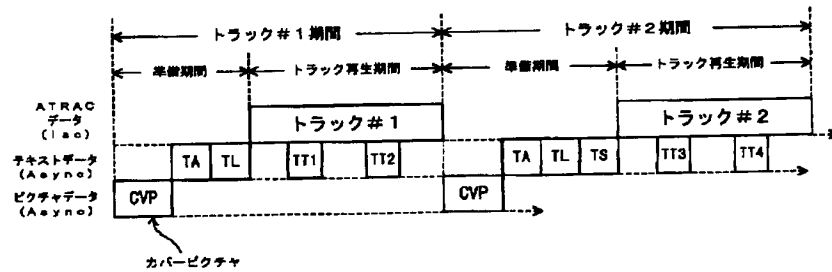 トラック＃１期間 トラック＃２期間
準備期間 トラック再生期間 準備期間 トラック再生期間
ATRAC
データ
(Isc)
トラック＃１ トラック＃２
テキストデータ
(Async)
TA TL TT1 TT2 TA TL TS TT3 TT4
ピクチャデータ
(Async)
CVP CVP
カバーピクチャ